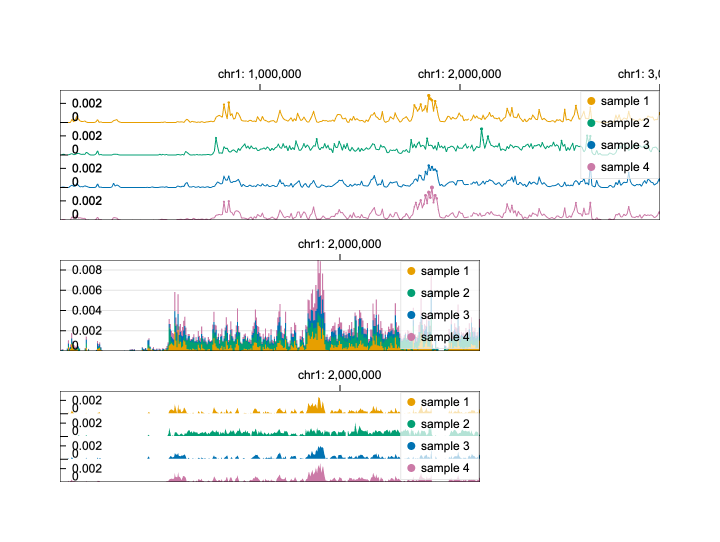 chr1: 1,000,000 chr1: 2,000,000 chr1: 3,0
0.002 sample 1
0 sample 2
0.002 sample 3
0 sample 4
0.002
0
0.002
0
chr1: 2,000,000
0.008 sample 1
0.006 sample 2
0.004 sample 3
0.002 sample 4
0
chr1: 2,000,000
0.002 sample 1
0
0.002 sample 2
0
0.002 sample 3
0
0.002 sample 4
0